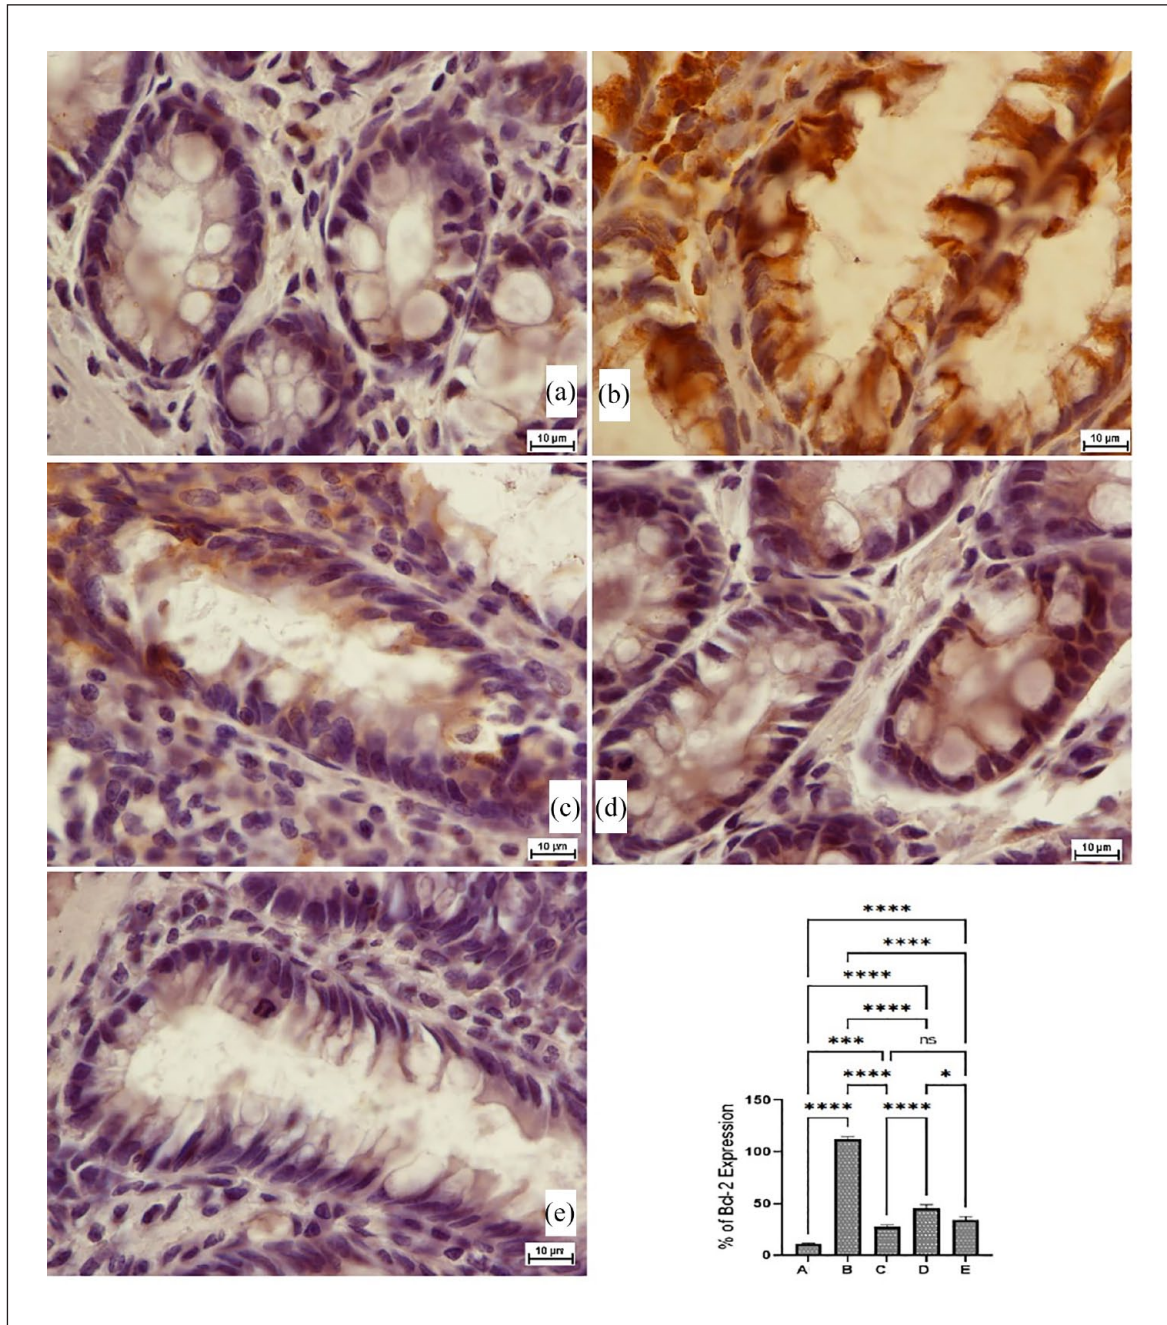 (a)
10 µm
(b)
10 µm
(c)
10 µm
(d)
10 µm
(e)
10 µm
****
****
****
****
*** ns
**** *
**** ****
% of Bcl-2 Expression
150
100
50
0
A B C D E